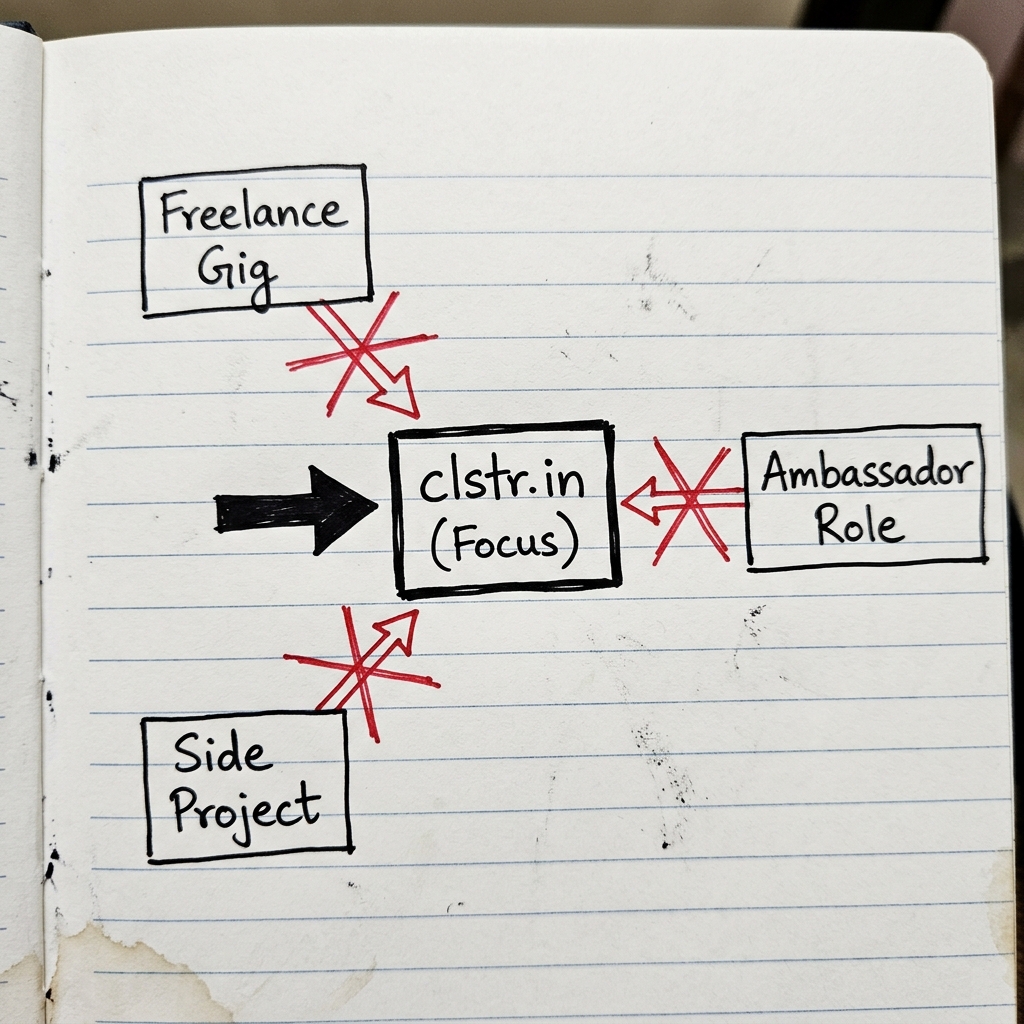 Freelance
Gig
clstr.in
(Focus)
Ambassador
Role
Side
Project